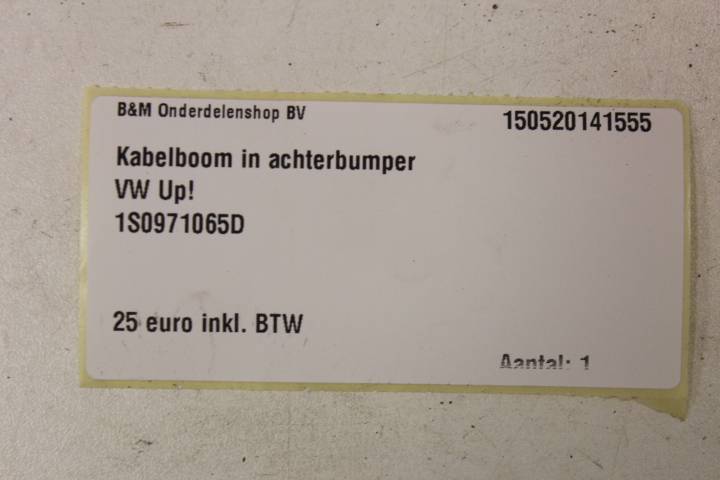 B&M Onderdelenshop BV
150520141555
Kabelboom in achterbumper
VW Up!
1S0971065D
25 euro inkl. BTW
Aantal: 1